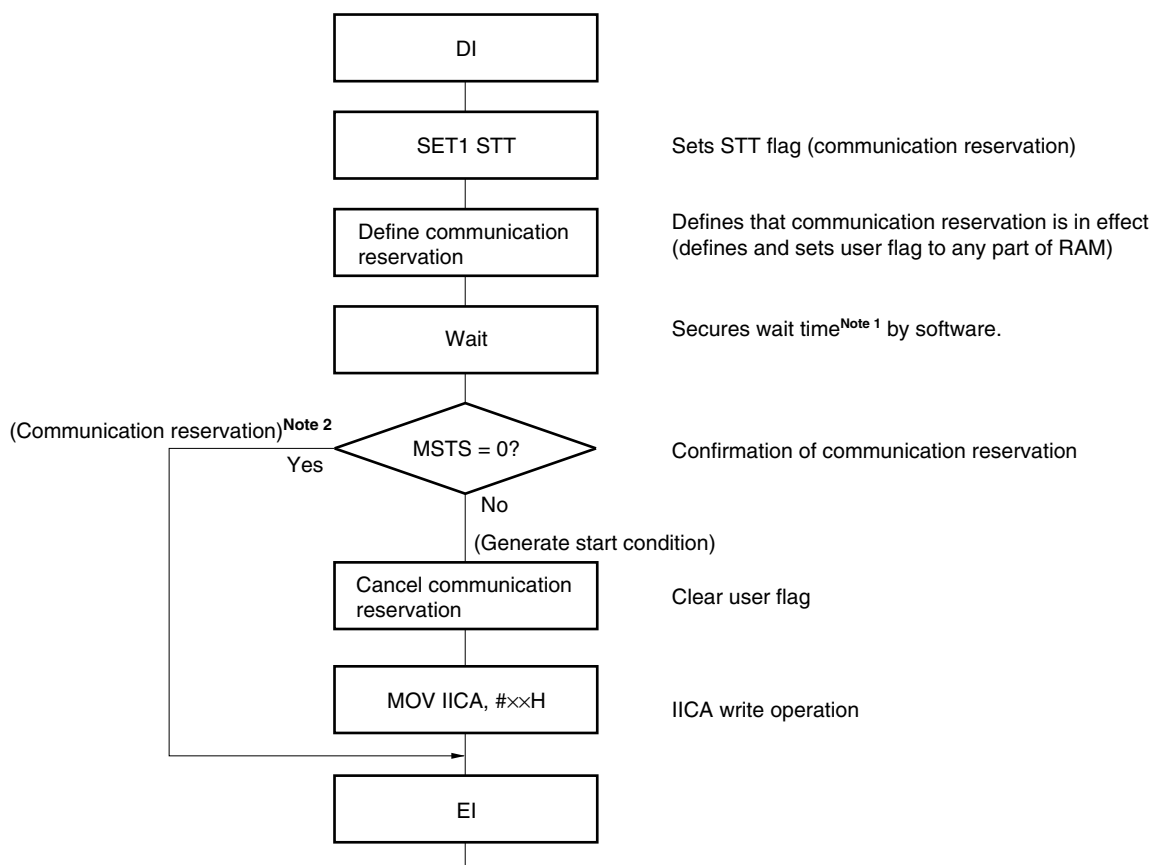 DI
SET1 STT
Sets STT flag (communication reservation)
Define communication
reservation
Defines that communication reservation is in effect
(defines and sets user flag to any part of RAM)
Wait
Secures wait time Note 1 by software.
(Communication reservation) Note 2
Yes
MSTS = 0?
Confirmation of communication reservation
No
(Generate start condition)
Cancel communication
reservation
Clear user flag
MOV IICA, #××H
IICA write operation
EI